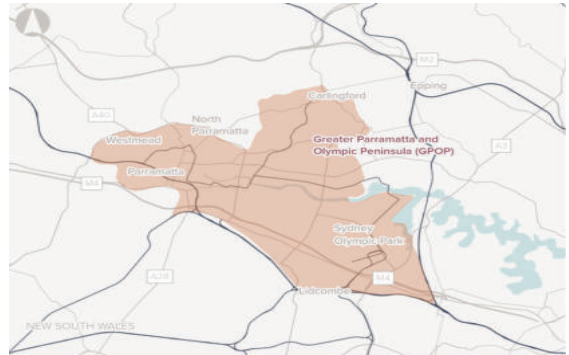 M2
Epping
Carlingford
A40
North
Parramatta
Westmead
Greater Parramatta and
Olympic Peninsula (GPOP)
A3
Parramatta
M4
Sydney
Olympic Park
A28
M4
Lidcombe
NEW SOUTH WALES